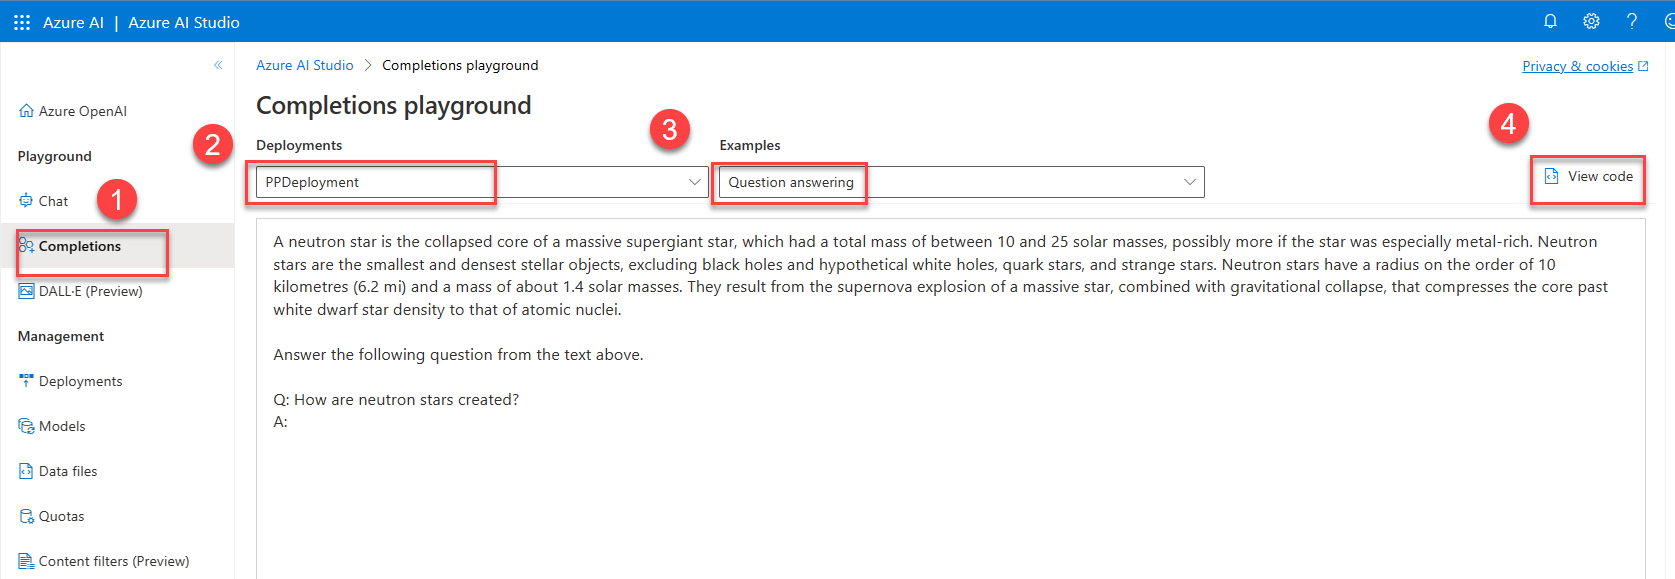 Azure AI | Azure AI Studio
Azure AI Studio > Completions playground
Privacy & cookies
Completions playground
Azure OpenAI
Playground
Chat
Completions
DALL·E (Preview)
Management
Deployments
Models
Data files
Quotas
Content filters (Preview)
1
2
3
4
Deployments
PPDeployment
Examples
Question answering
View code
A neutron star is the collapsed core of a massive supergiant star, which had a total mass of between 10 and 25 solar masses, possibly more if the star was especially metal-rich. Neutron
stars are the smallest and densest stellar objects, excluding black holes and hypothetical white holes, quark stars, and strange stars. Neutron stars have a radius on the order of 10
kilometres (6.2 mi) and a mass of about 1.4 solar masses. They result from the supernova explosion of a massive star, combined with gravitational collapse, that compresses the core past
white dwarf star density to that of atomic nuclei.
Answer the following question from the text above.
Q: How are neutron stars created?
A: